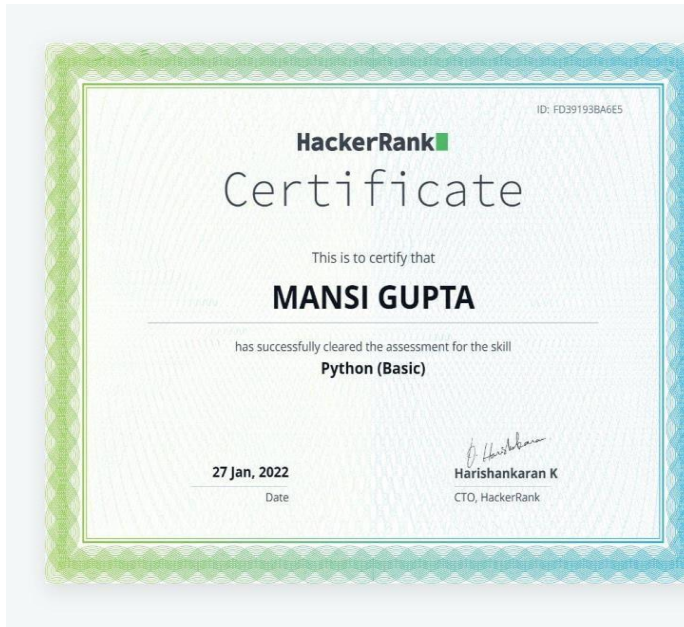 ID: FD39193BA6E5
HackerRank
Certificate
This is to certify that
MANSI GUPTA
has successfully cleared the assessment for the skill
Python (Basic)
27 Jan, 2022
Date
Harishankaran K
CTO, HackerRank